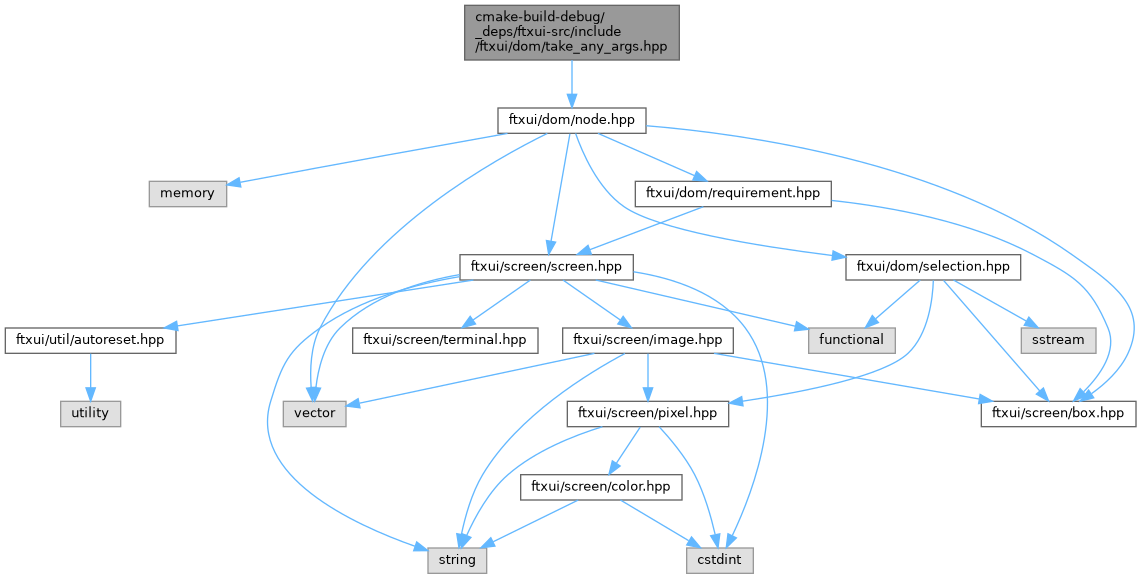 cmake-build-debug/
_deps/ftxui-src/include
/ftxui/dom/take_any_args.hpp
ftxui/dom/node.hpp
memory
ftxui/dom/requirement.hpp
ftxui/screen/screen.hpp
ftxui/dom/selection.hpp
ftxui/util/autoreset.hpp
ftxui/screen/terminal.hpp
ftxui/screen/image.hpp
functional
sstream
utility
vector
ftxui/screen/pixel.hpp
ftxui/screen/box.hpp
ftxui/screen/color.hpp
string
cstdint